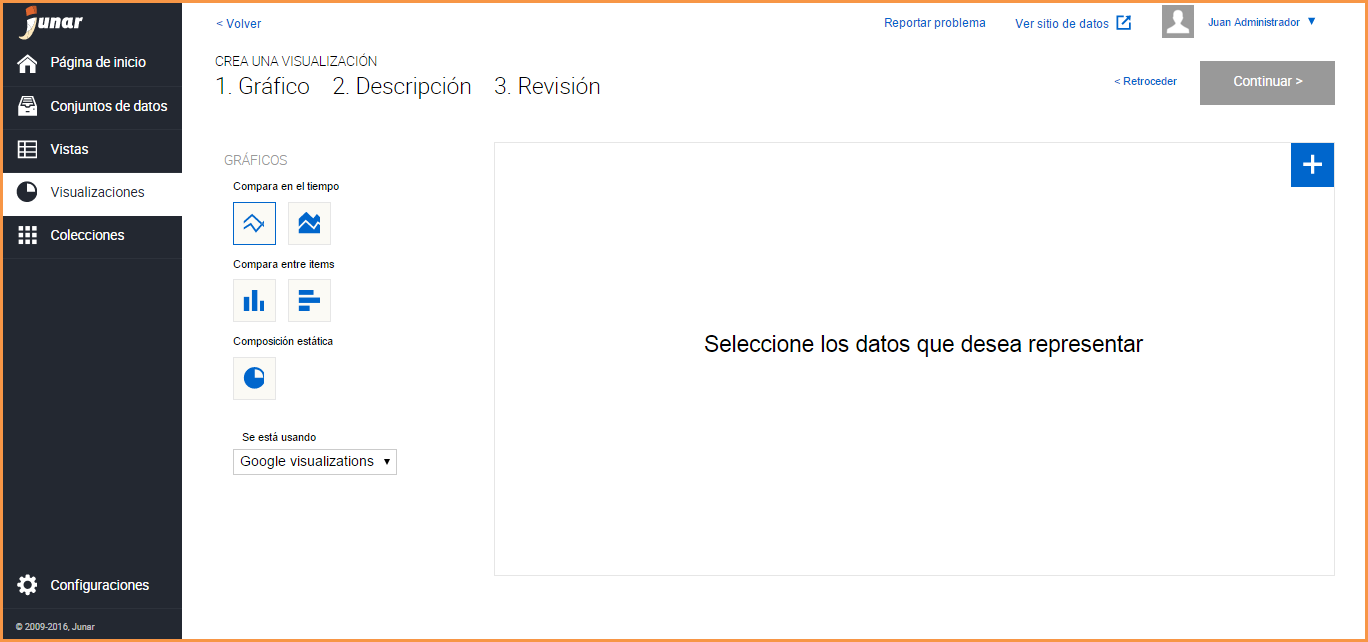 junar
Página de inicio
Conjuntos de datos
Vistas
Visualizaciones
Colecciones
Configuraciones
© 2009-2016, Junar
< Volver
Reportar problema
Ver sitio de datos
Juan Administrador ▼
CREA UNA VISUALIZACIÓN
1. Gráfico 2. Descripción 3. Revisión
< Retroceder
Continuar >
GRÁFICOS
Compara en el tiempo
Compara entre items
Composición estática
Se está usando
Google visualizations ▾
+
Seleccione los datos que desea representar